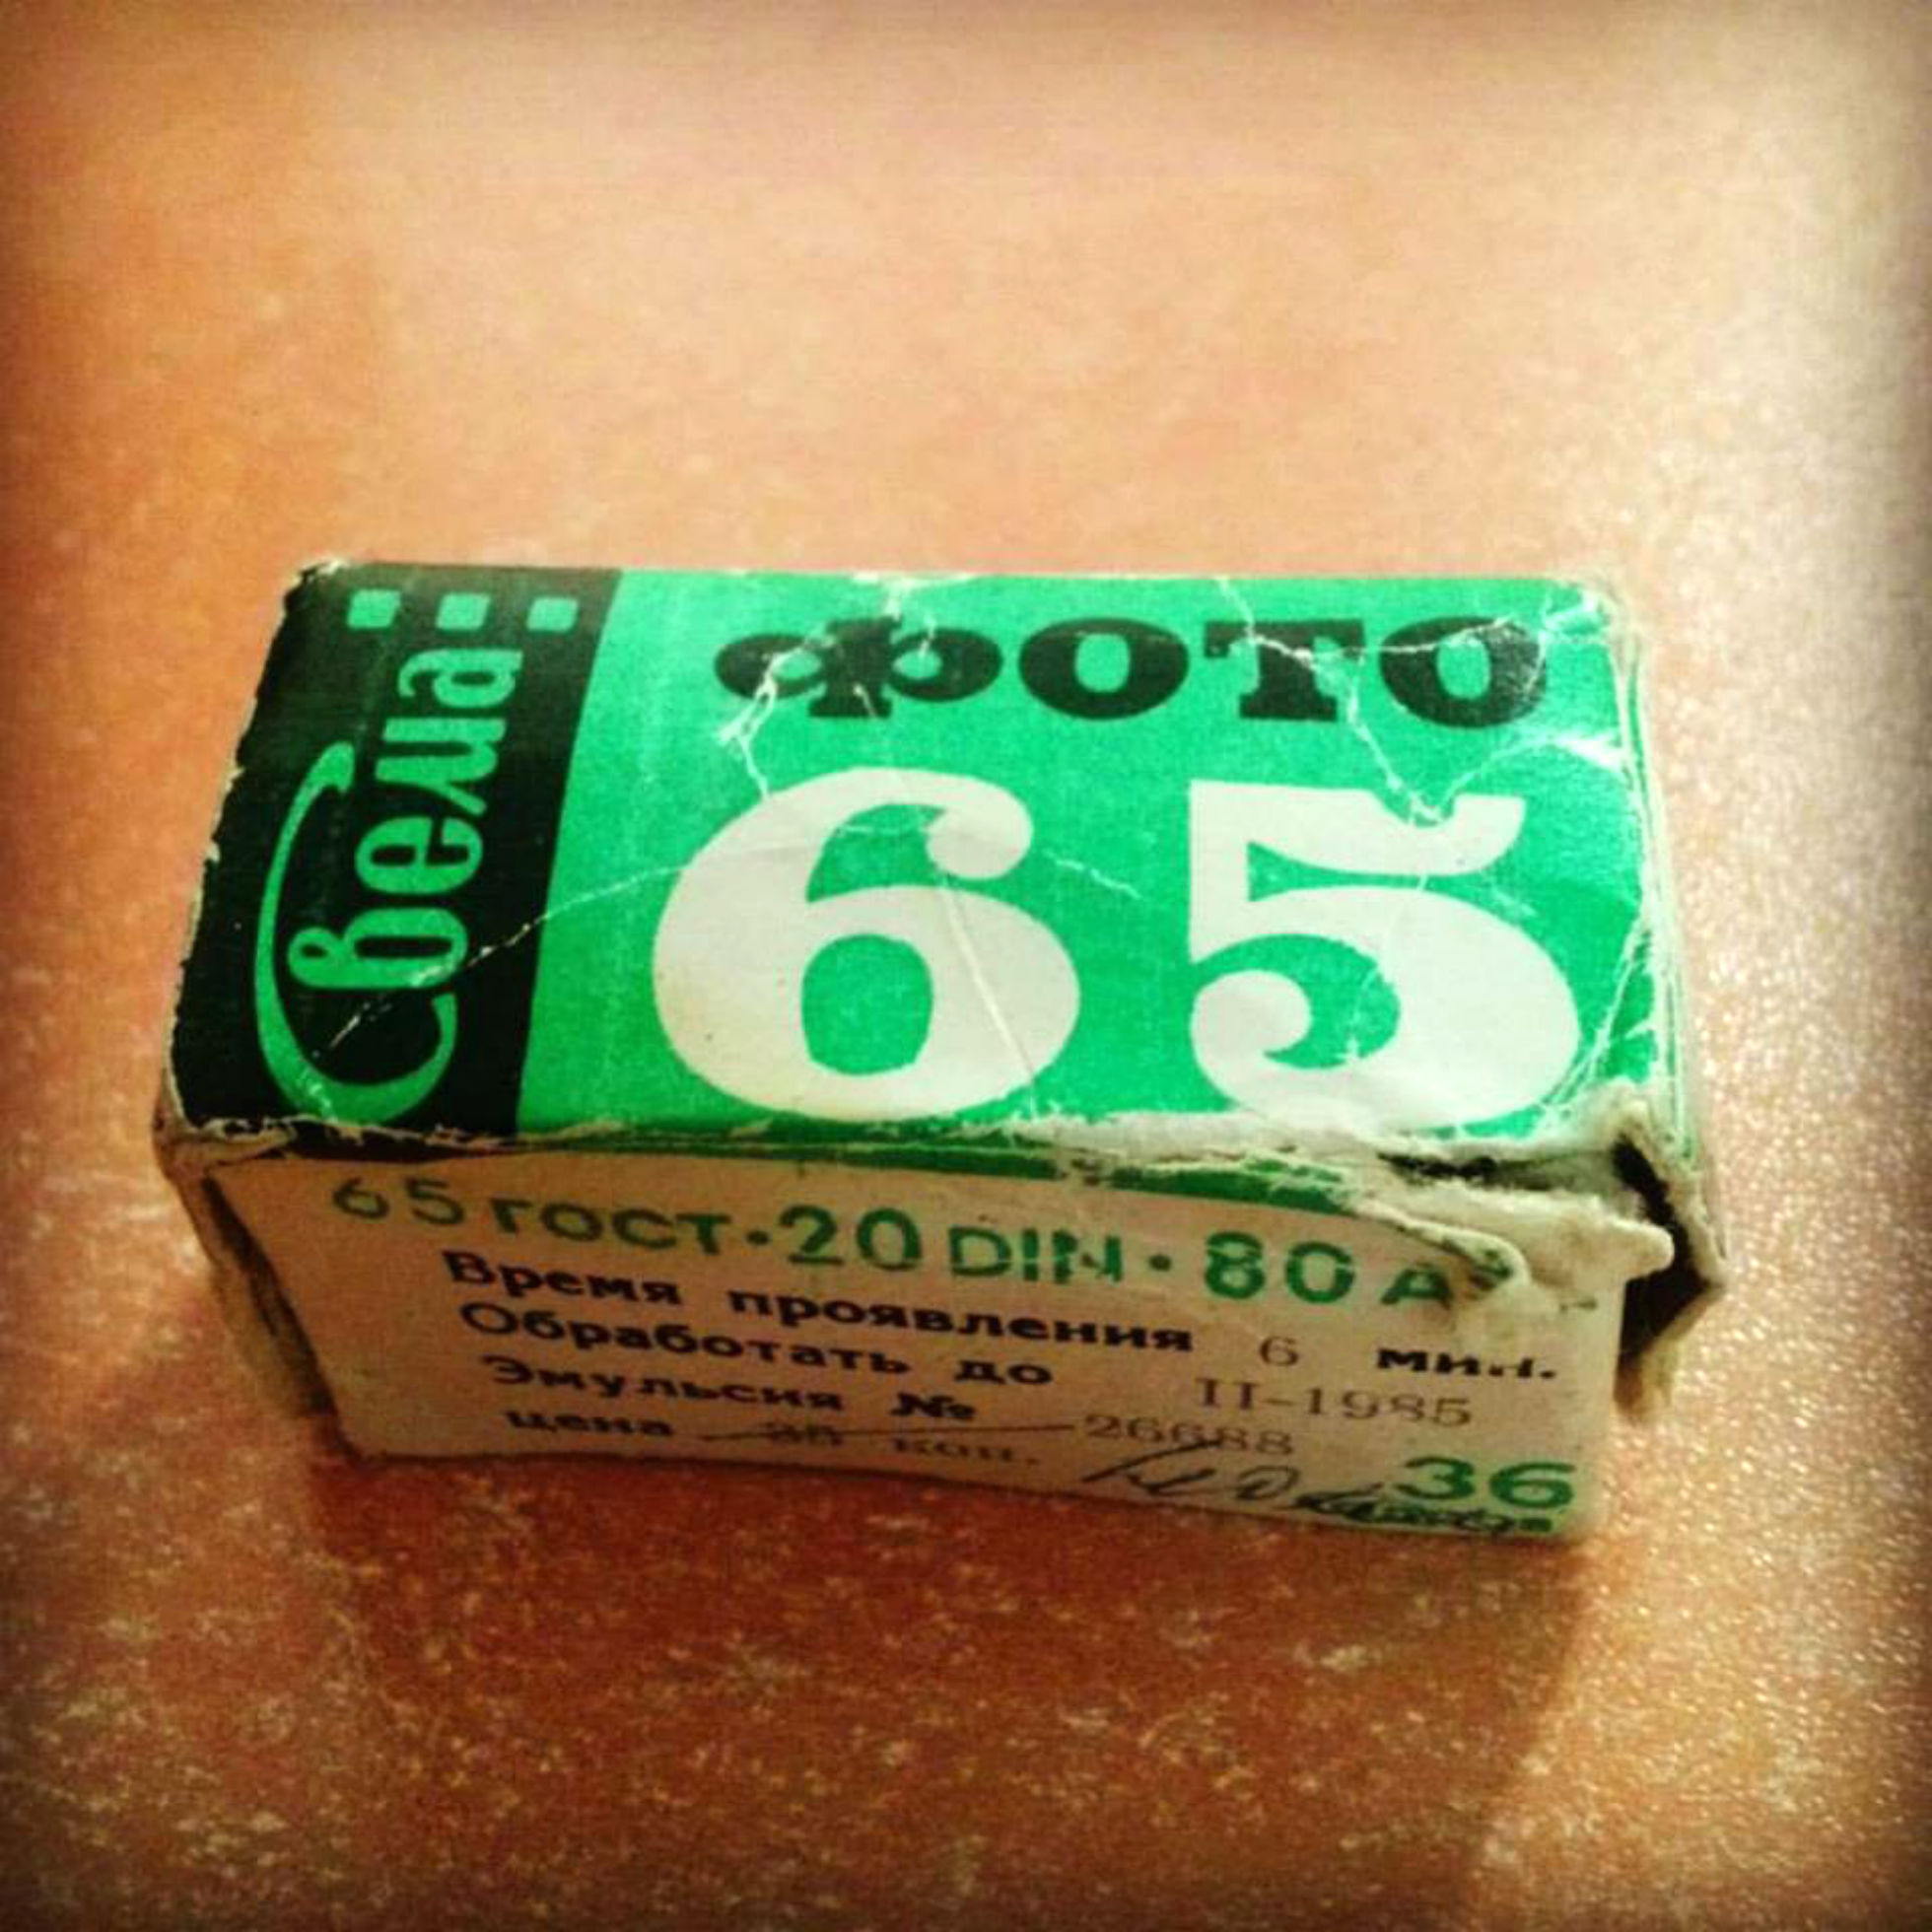 Свема
ФОТО
65
65 ГОСТ·20 DIN·80 A
Время проявления 6 мин.
Обработать до II-1985
Эмульсия № 26688
цена коп.
36